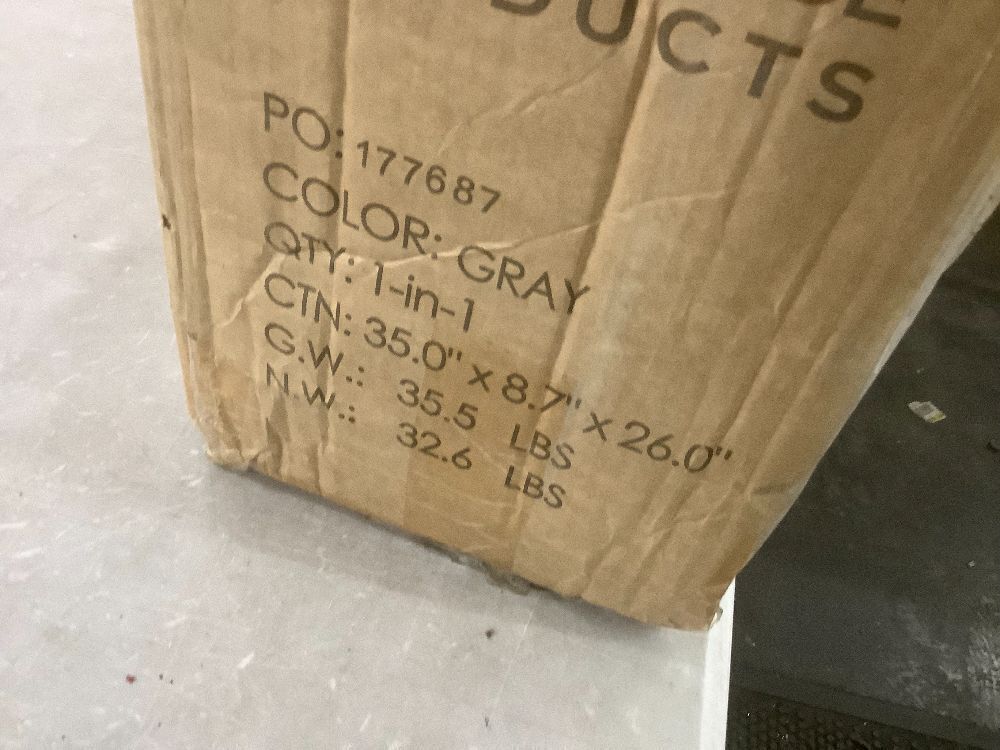 DUCTS
PO: 177687
COLOR: GRAY
QTY: 1-in-1
CTN: 35.0" x 8.7" x 26.0"
G.W.: 35.5 LBS
N.W.: 32.6 LBS